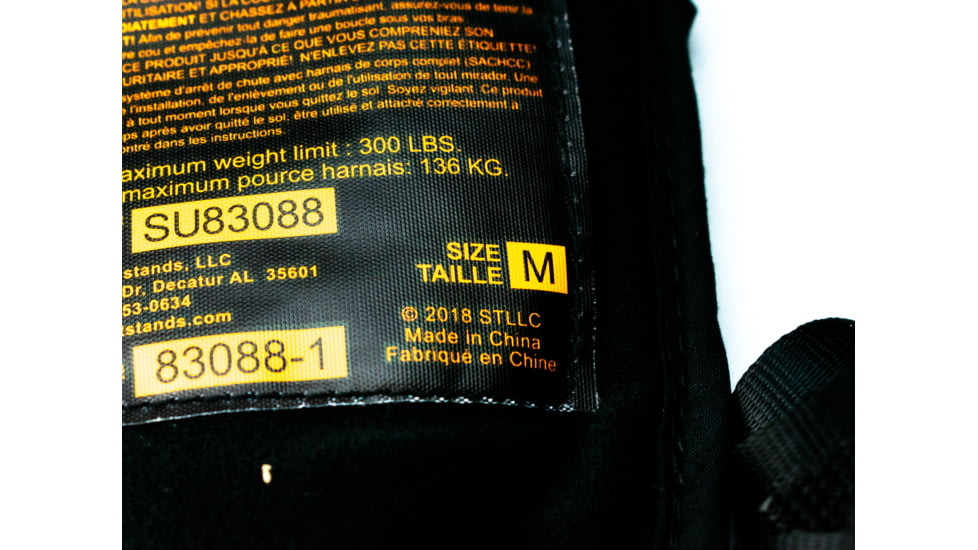 UTILISATION! SI LA COU
DIATEMENT ET CHASSEZ À PARTIR D
T! Afin de prévenir tout danger traumatisant, assurez-vous de tenir la
re cou et empêchez-la de faire une boucle sous vos bras.
CE PRODUIT JUSQU'À CE QUE VOUS COMPRENIEZ SON
URITAIRE ET APPROPRIÉ! N'ENLEVEZ PAS CETTE ÉTIQUETTE!
système d'arrêt de chute avec harnais de corps complet (SACHCC)
e l'installation, de l'enlèvement ou de l'utilisation de tout mirador. Une
à tout moment lorsque vous quittez le sol. Soyez vigilant. Ce produit
ps après avoir quitté le sol, être utilisé et attaché correctement à
ontré dans les instructions.
aximum weight limit : 300 LBS.
maximum pource harnais: 136 KG.
SU83088
stands, LLC
Dr, Decatur AL 35601
53-0634
tstands.com
83088-1
SIZE
TAILLE M
© 2018 STLLC
Made in China
Fabriqué en Chine